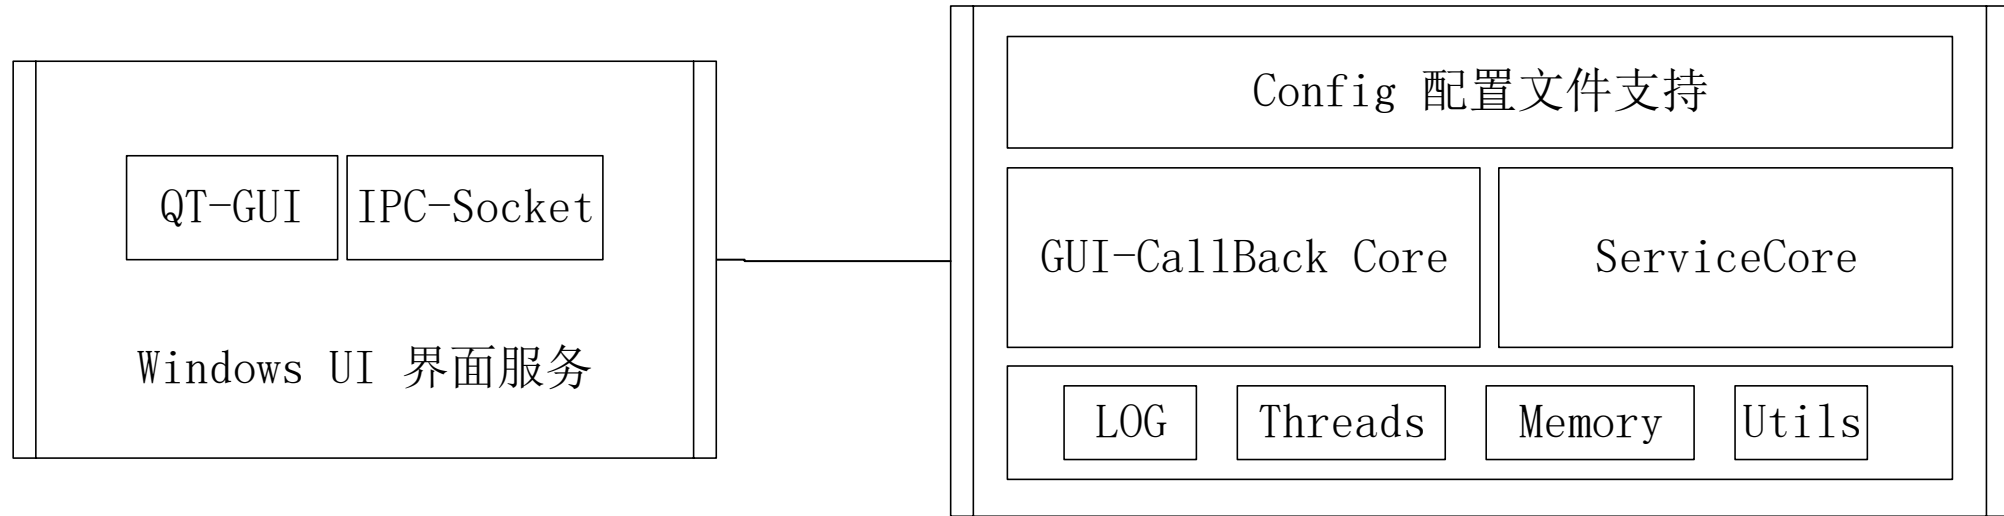 QT-GUI
IPC-Socket
Windows UI 界面服务
Config 配置文件支持
GUI-CallBack Core
ServiceCore
LOG
Threads
Memory
Utils